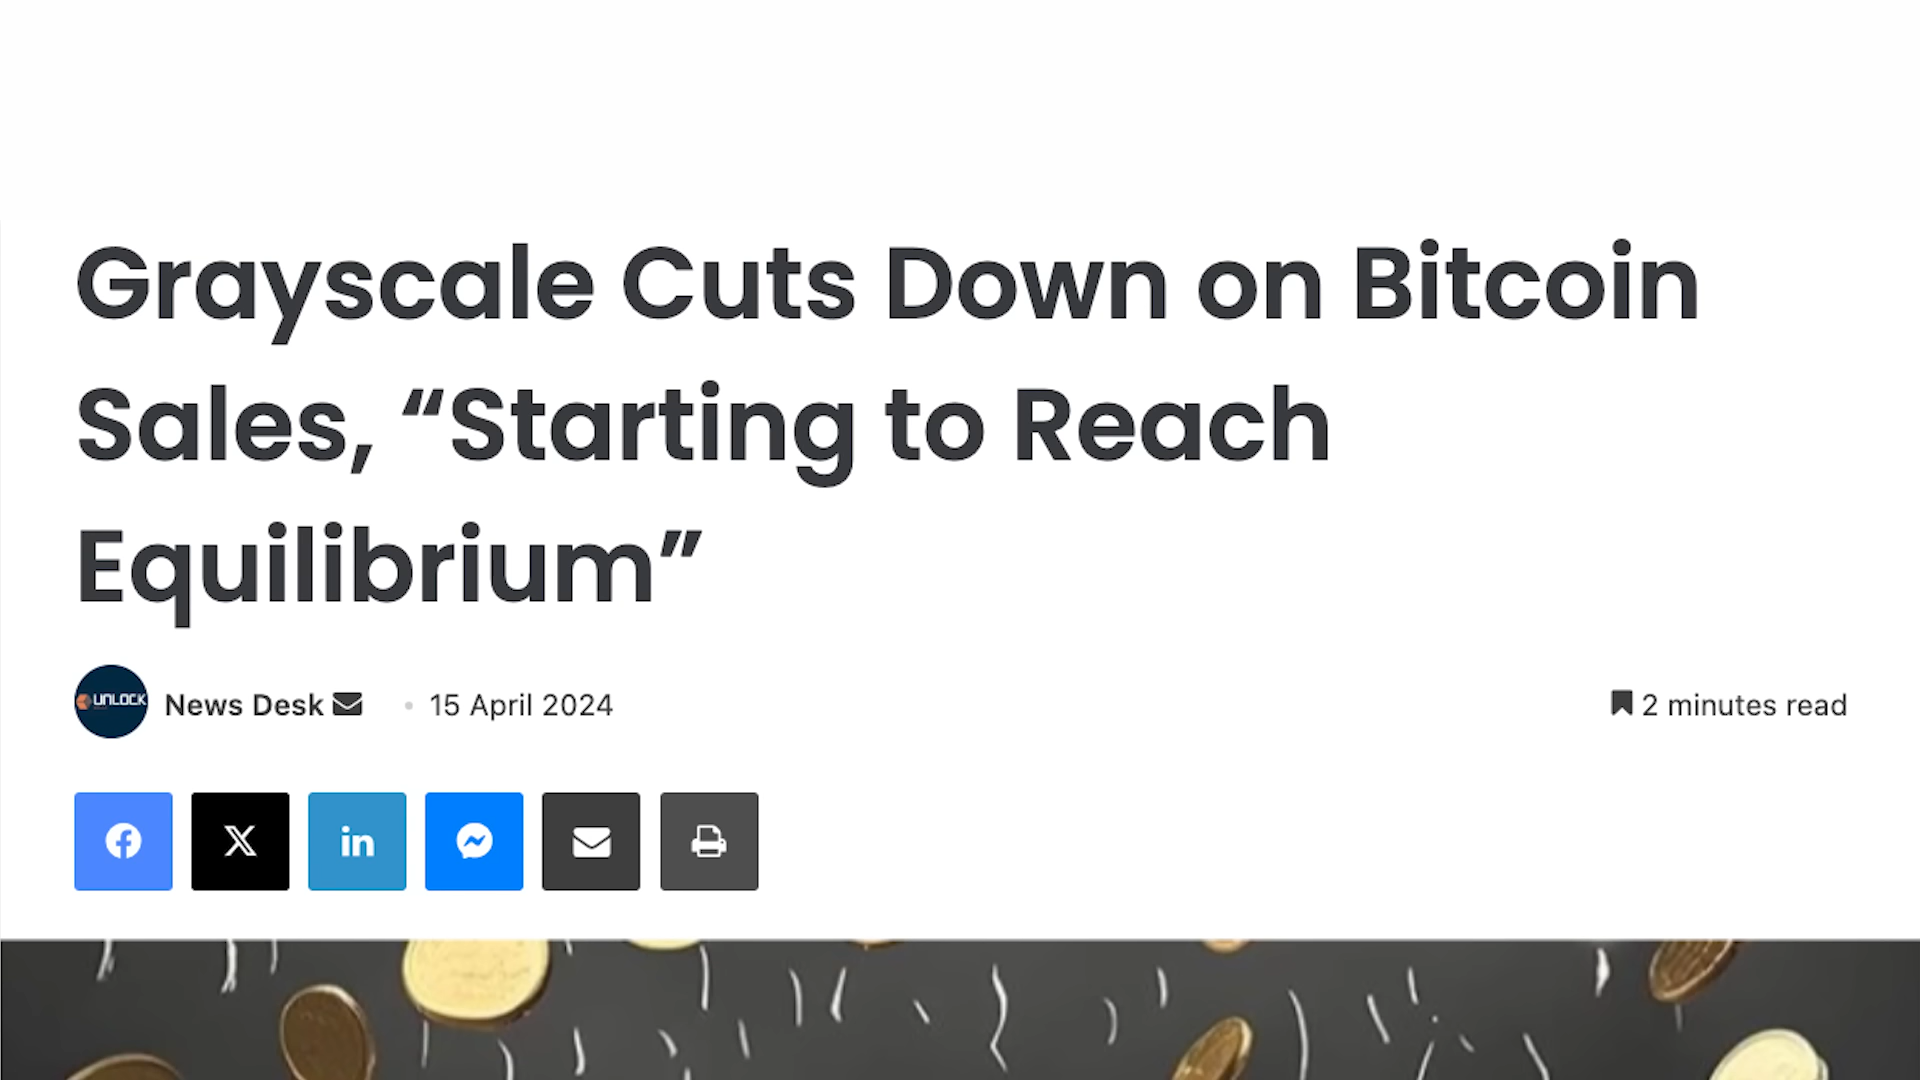 Grayscale Cuts Down on Bitcoin
Sales, “Starting to Reach
Equilibrium”
UNLOCK
News Desk
15 April 2024
2 minutes read